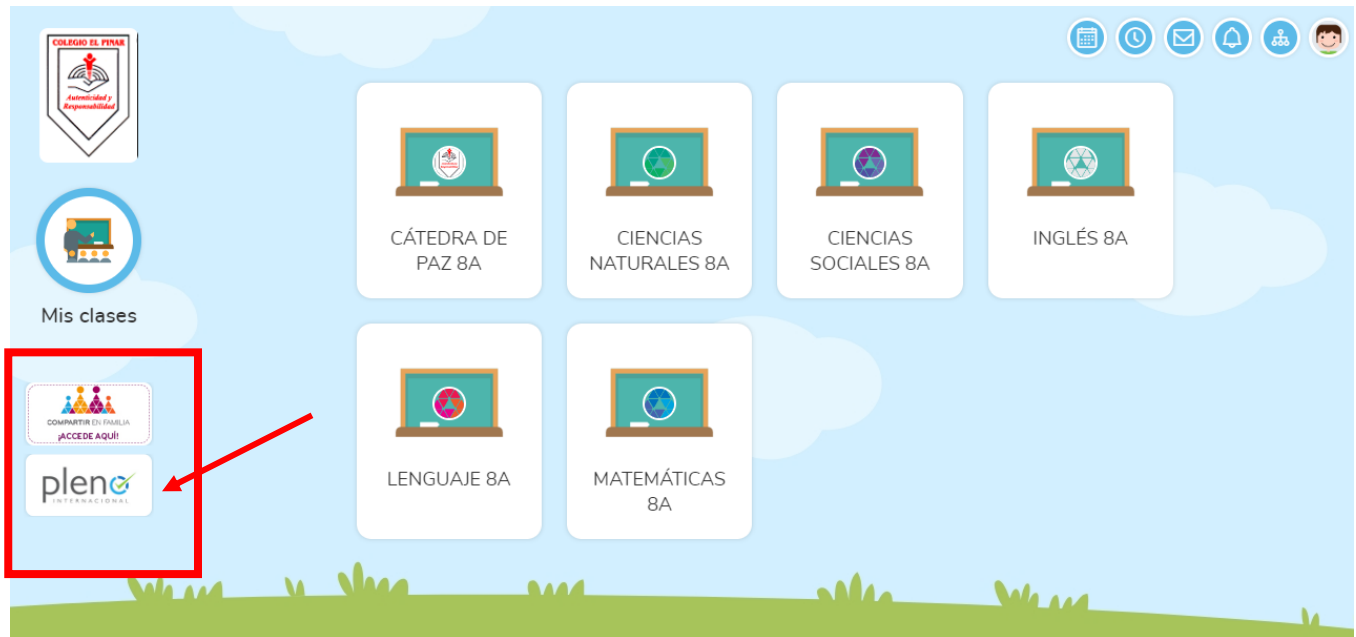 COLEGIO EL PINAR
Autenticidad y
Responsabilidad
Mis clases
COMPARTIR EN FAMILIA
¡ACCEDE AQUÍ!
pleno
INTERNACIONAL
CÁTEDRA DE
PAZ 8A
CIENCIAS
NATURALES 8A
CIENCIAS
SOCIALES 8A
INGLÉS 8A
LENGUAJE 8A
MATEMÁTICAS
8A